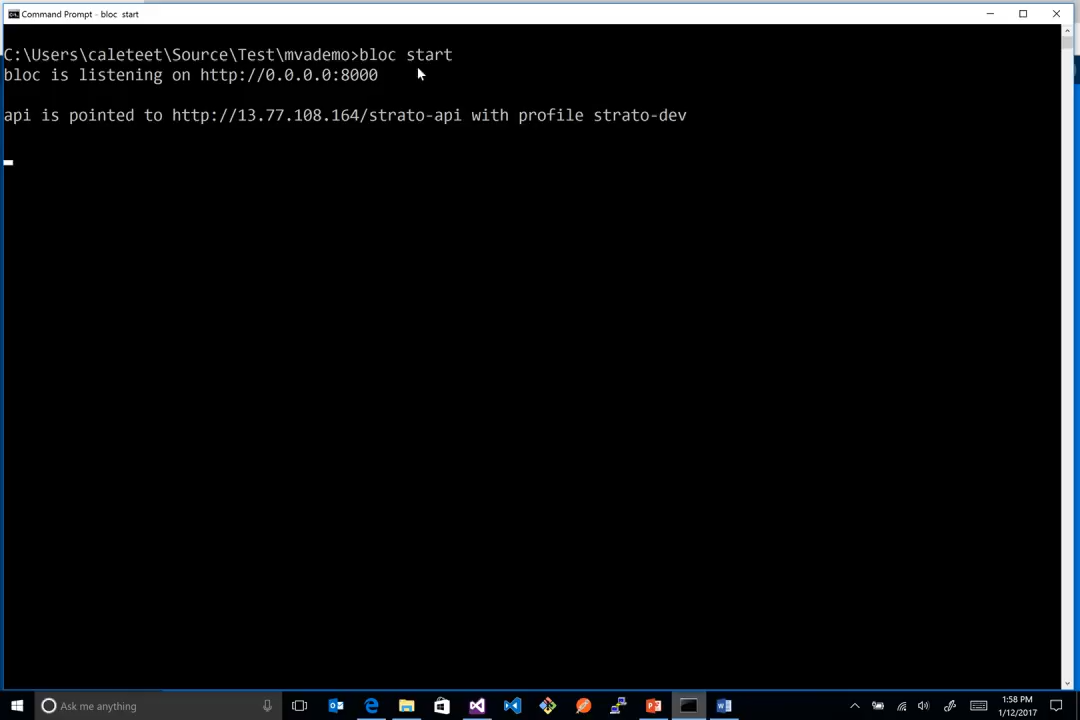 Command Prompt - bloc start
C:\Users\caleteet\Source\Test\mvademo>bloc start
bloc is listening on http://0.0.0.0:8000
api is pointed to http://13.77.108.164/strato-api with profile strato-dev
Ask me anything
1:58 PM
1/12/2017